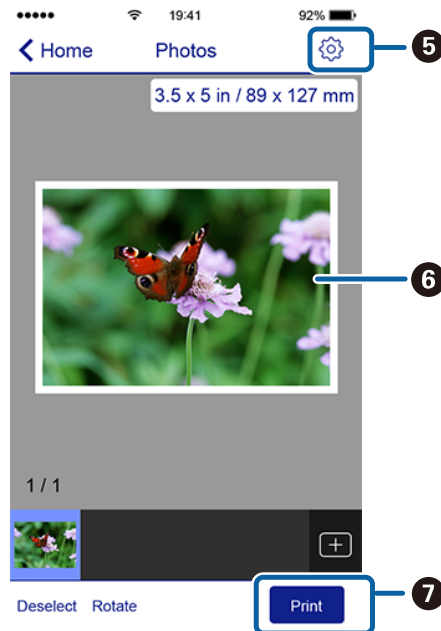 19:41 92%
Home Photos
5
3.5 x 5 in / 89 x 127 mm
6
1 / 1
Deselect Rotate Print
7